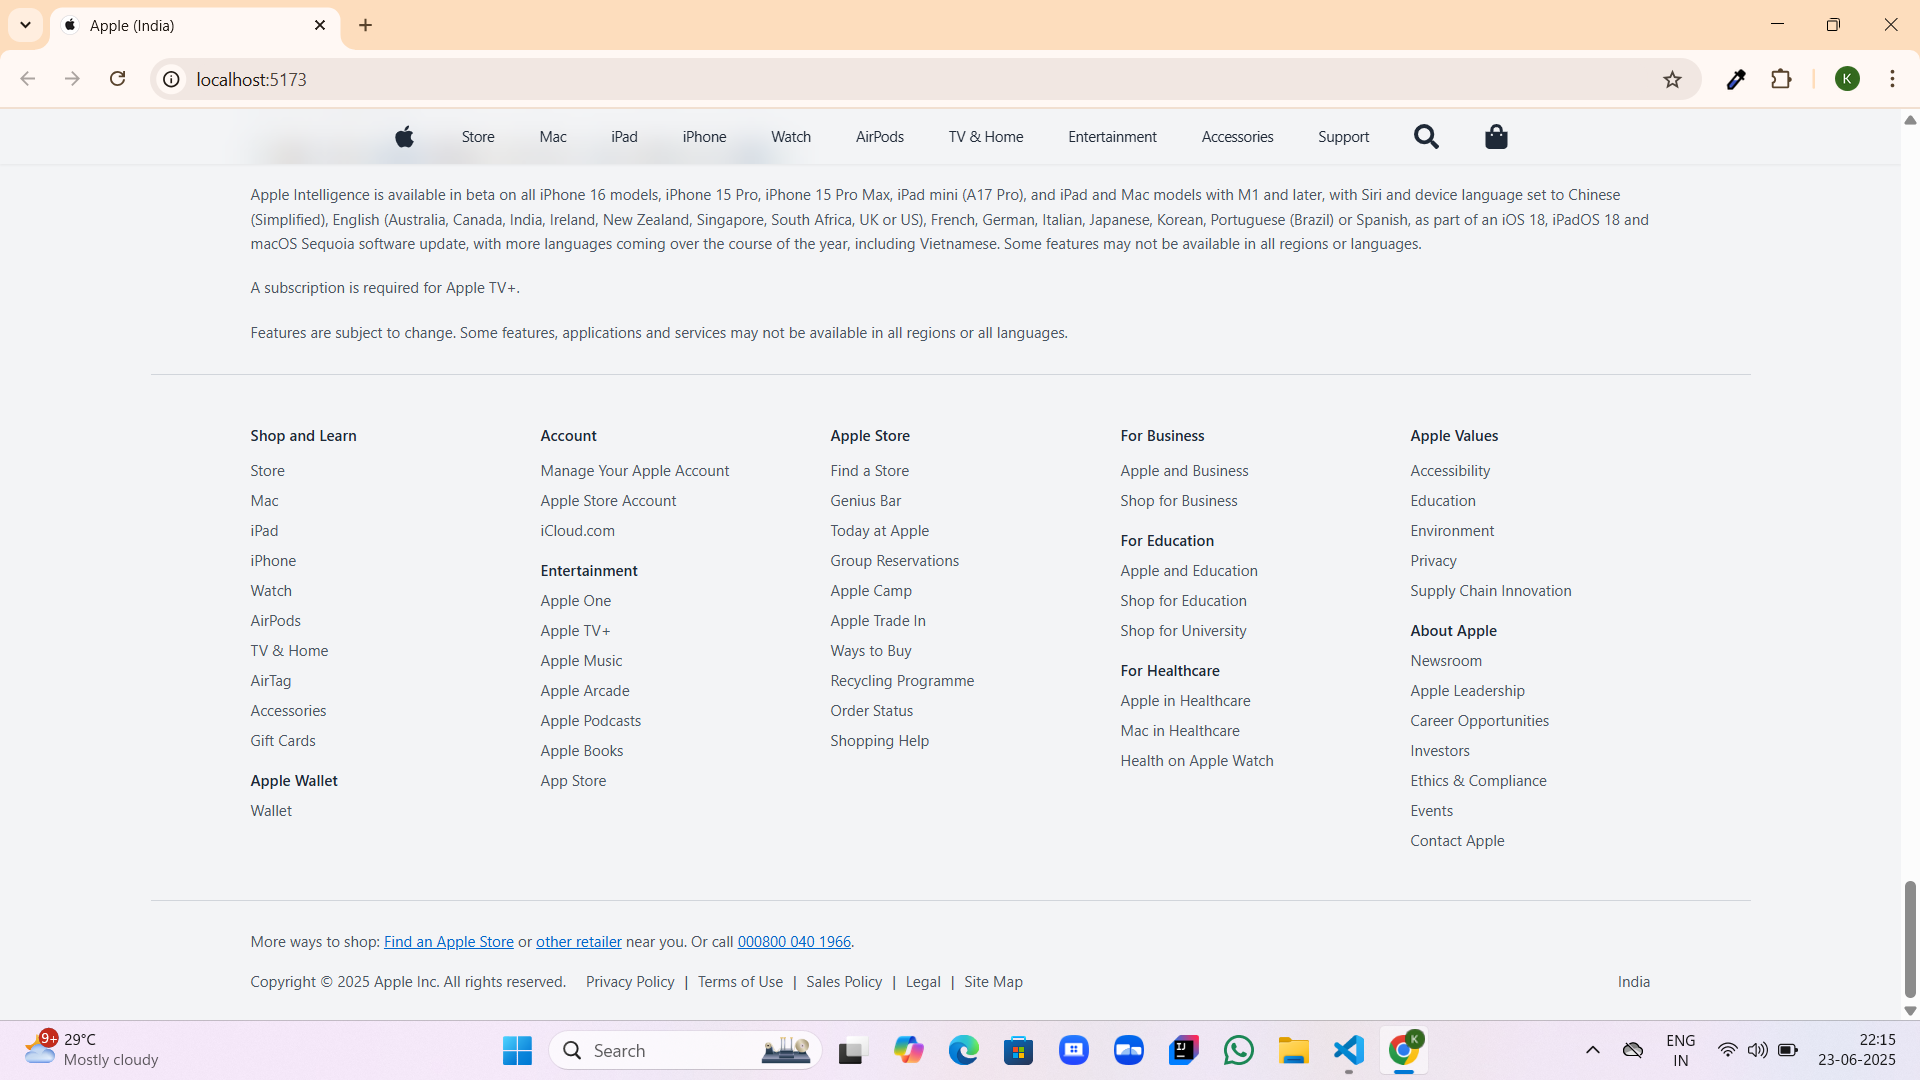 Apple (India)
localhost:5173
K
Store Mac iPad iPhone Watch AirPods TV & Home Entertainment Accessories Support
Apple Intelligence is available in beta on all iPhone 16 models, iPhone 15 Pro, iPhone 15 Pro Max, iPad mini (A17 Pro), and iPad and Mac models with M1 and later, with Siri and device language set to Chinese
(Simplified), English (Australia, Canada, India, Ireland, New Zealand, Singapore, South Africa, UK or US), French, German, Italian, Japanese, Korean, Portuguese (Brazil) or Spanish, as part of an iOS 18, iPadOS 18 and
macOS Sequoia software update, with more languages coming over the course of the year, including Vietnamese. Some features may not be available in all regions or languages.
A subscription is required for Apple TV+.
Features are subject to change. Some features, applications and services may not be available in all regions or all languages.
Shop and Learn
Store
Mac
iPad
iPhone
Watch
AirPods
TV & Home
AirTag
Accessories
Gift Cards
Apple Wallet
Wallet
Account
Manage Your Apple Account
Apple Store Account
iCloud.com
Entertainment
Apple One
Apple TV+
Apple Music
Apple Arcade
Apple Podcasts
Apple Books
App Store
Apple Store
Find a Store
Genius Bar
Today at Apple
Group Reservations
Apple Camp
Apple Trade In
Ways to Buy
Recycling Programme
Order Status
Shopping Help
For Business
Apple and Business
Shop for Business
For Education
Apple and Education
Shop for Education
Shop for University
For Healthcare
Apple in Healthcare
Mac in Healthcare
Health on Apple Watch
Apple Values
Accessibility
Education
Environment
Privacy
Supply Chain Innovation
About Apple
Newsroom
Apple Leadership
Career Opportunities
Investors
Ethics & Compliance
Events
Contact Apple
More ways to shop: Find an Apple Store or other retailer near you. Or call 000800 040 1966.
Copyright © 2025 Apple Inc. All rights reserved. Privacy Policy | Terms of Use | Sales Policy | Legal | Site Map India
9+
29°C
Mostly cloudy
Search
IJ
K
ENG
IN
22:15
23-06-2025